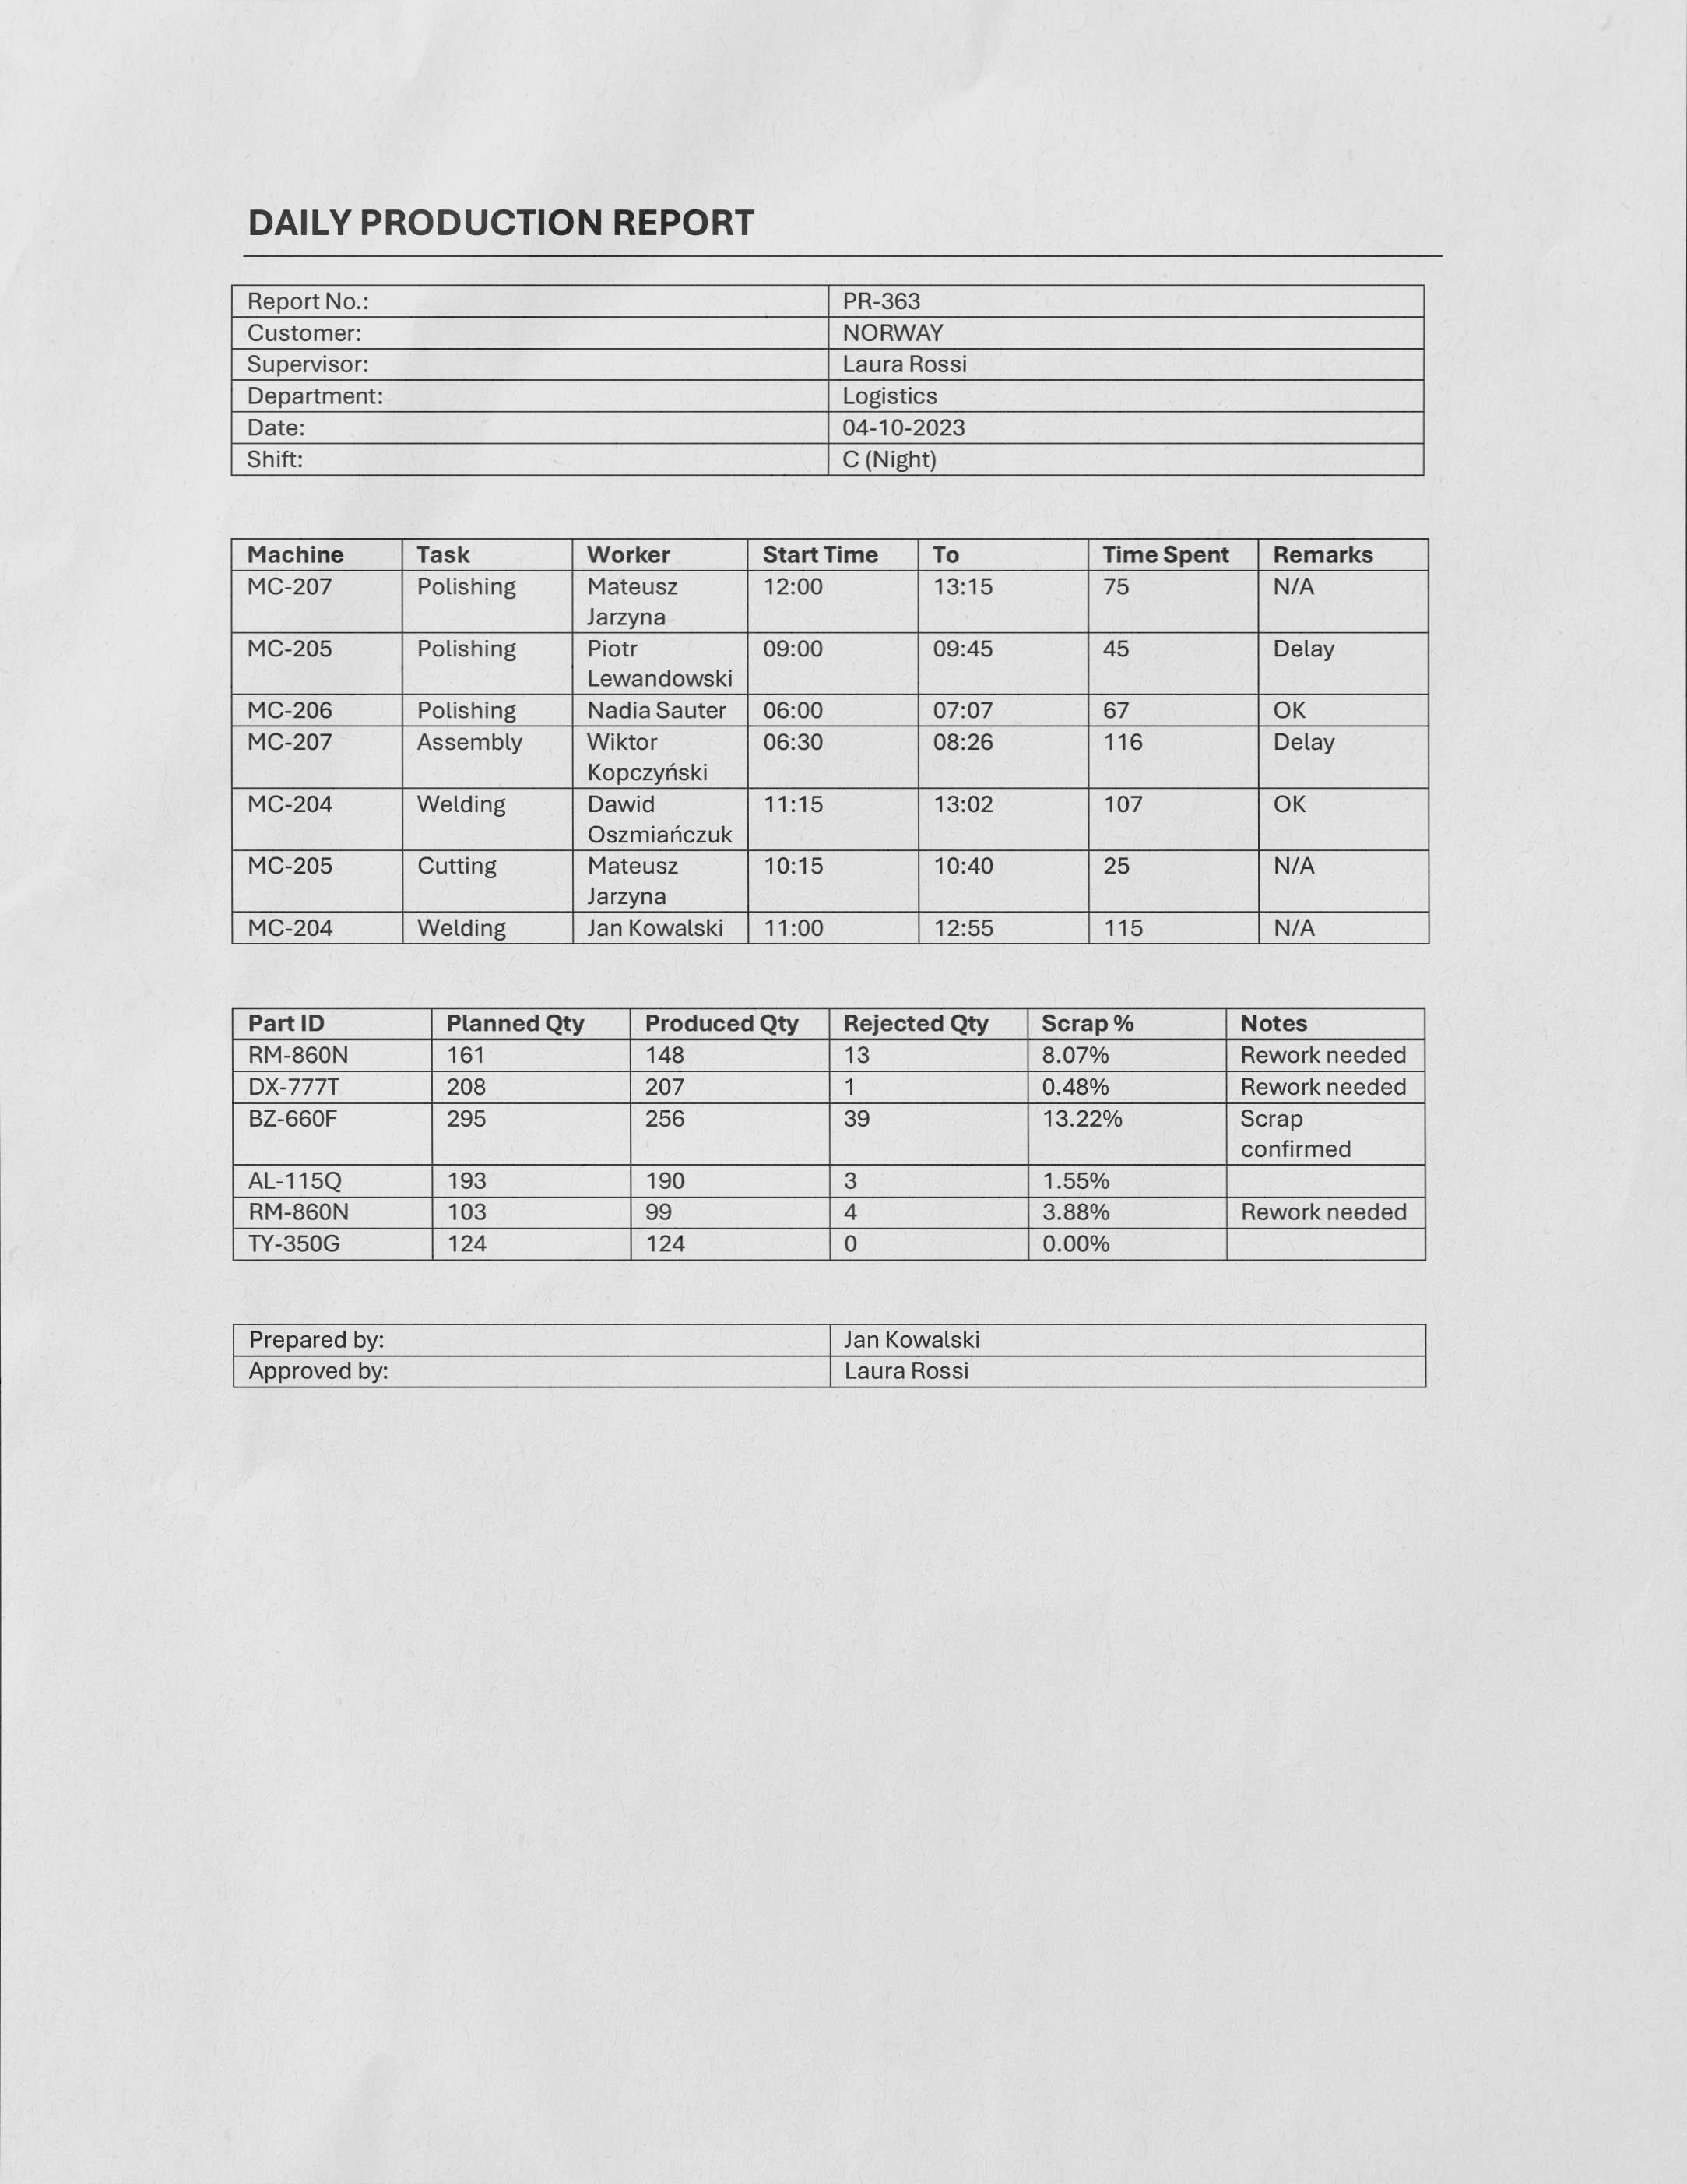 DAILY PRODUCTION REPORT
Report No.: PR-363
Customer: NORWAY
Supervisor: Laura Rossi
Department: Logistics
Date: 04-10-2023
Shift: C (Night)
Machine Task Worker Start Time To Time Spent Remarks
MC-207 Polishing Mateusz 12:00 13:15 75 N/A
Jarzyna
MC-205 Polishing Piotr 09:00 09:45 45 Delay
Lewandowski
MC-206 Polishing Nadia Sauter 06:00 07:07 67 OK
MC-207 Assembly Wiktor 06:30 08:26 116 Delay
Kopczyński
MC-204 Welding Dawid 11:15 13:02 107 OK
Oszmiańczuk
MC-205 Cutting Mateusz 10:15 10:40 25 N/A
Jarzyna
MC-204 Welding Jan Kowalski 11:00 12:55 115 N/A
Part ID Planned Qty Produced Qty Rejected Qty Scrap % Notes
RM-860N 161 148 13 8.07% Rework needed
DX-777T 208 207 1 0.48% Rework needed
BZ-660F 295 256 39 13.22% Scrap
confirmed
AL-115Q 193 190 3 1.55%
RM-860N 103 99 4 3.88% Rework needed
TY-350G 124 124 0 0.00%
Prepared by: Jan Kowalski
Approved by: Laura Rossi